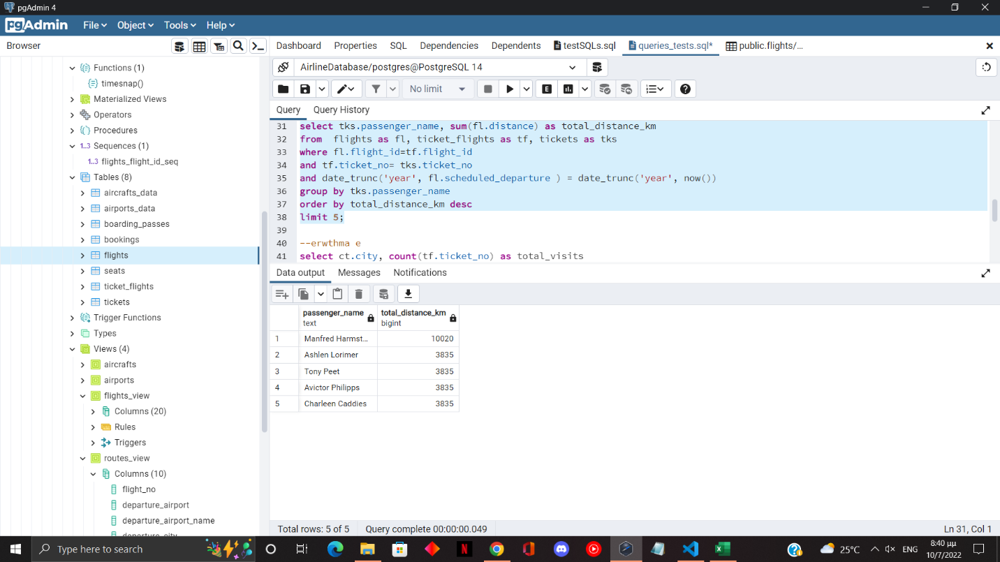 pgAdmin 4
pgAdmin File Object Tools Help
Browser
Dashboard Properties SQL Dependencies Dependents testSQLs.sql queries_tests.sql* public.flights/...
Functions (1)
timesnap()
Materialized Views
Operators
Procedures
1..3 Sequences (1)
1..3 flights_flight_id_seq
Tables (8)
aircrafts_data
airports_data
boarding_passes
bookings
flights
seats
ticket_flights
tickets
Trigger Functions
Types
Views (4)
aircrafts
airports
flights_view
Columns (20)
Rules
Triggers
routes_view
Columns (10)
flight_no
departure_airport
departure_airport_name
departure_city
AirlineDatabase/postgres@PostgreSQL 14
No limit E
Query Query History
31 select tks.passenger_name, sum(fl.distance) as total_distance_km
32 from  flights as fl, ticket_flights as tf, tickets as tks
33 where fl.flight_id=tf.flight_id
34 and tf.ticket_no= tks.ticket_no
35 and date_trunc('year', fl.scheduled_departure ) = date_trunc('year', now())
36 group by tks.passenger_name
37 order by total_distance_km desc
38 limit 5;
39
40 --erwthma e
41 select ct.city, count(tf.ticket_no) as total_visits
Data output Messages Notifications
passenger_name total_distance_km
text bigint
1 Manfred Harmst... 10020
2 Ashlen Lorimer 3835
3 Tony Peet 3835
4 Avictor Philipps 3835
5 Charleen Caddies 3835
Total rows: 5 of 5 Query complete 00:00:00.049 Ln 31, Col 1
Type here to search
25°C ENG
8:40 μμ
10/7/2022